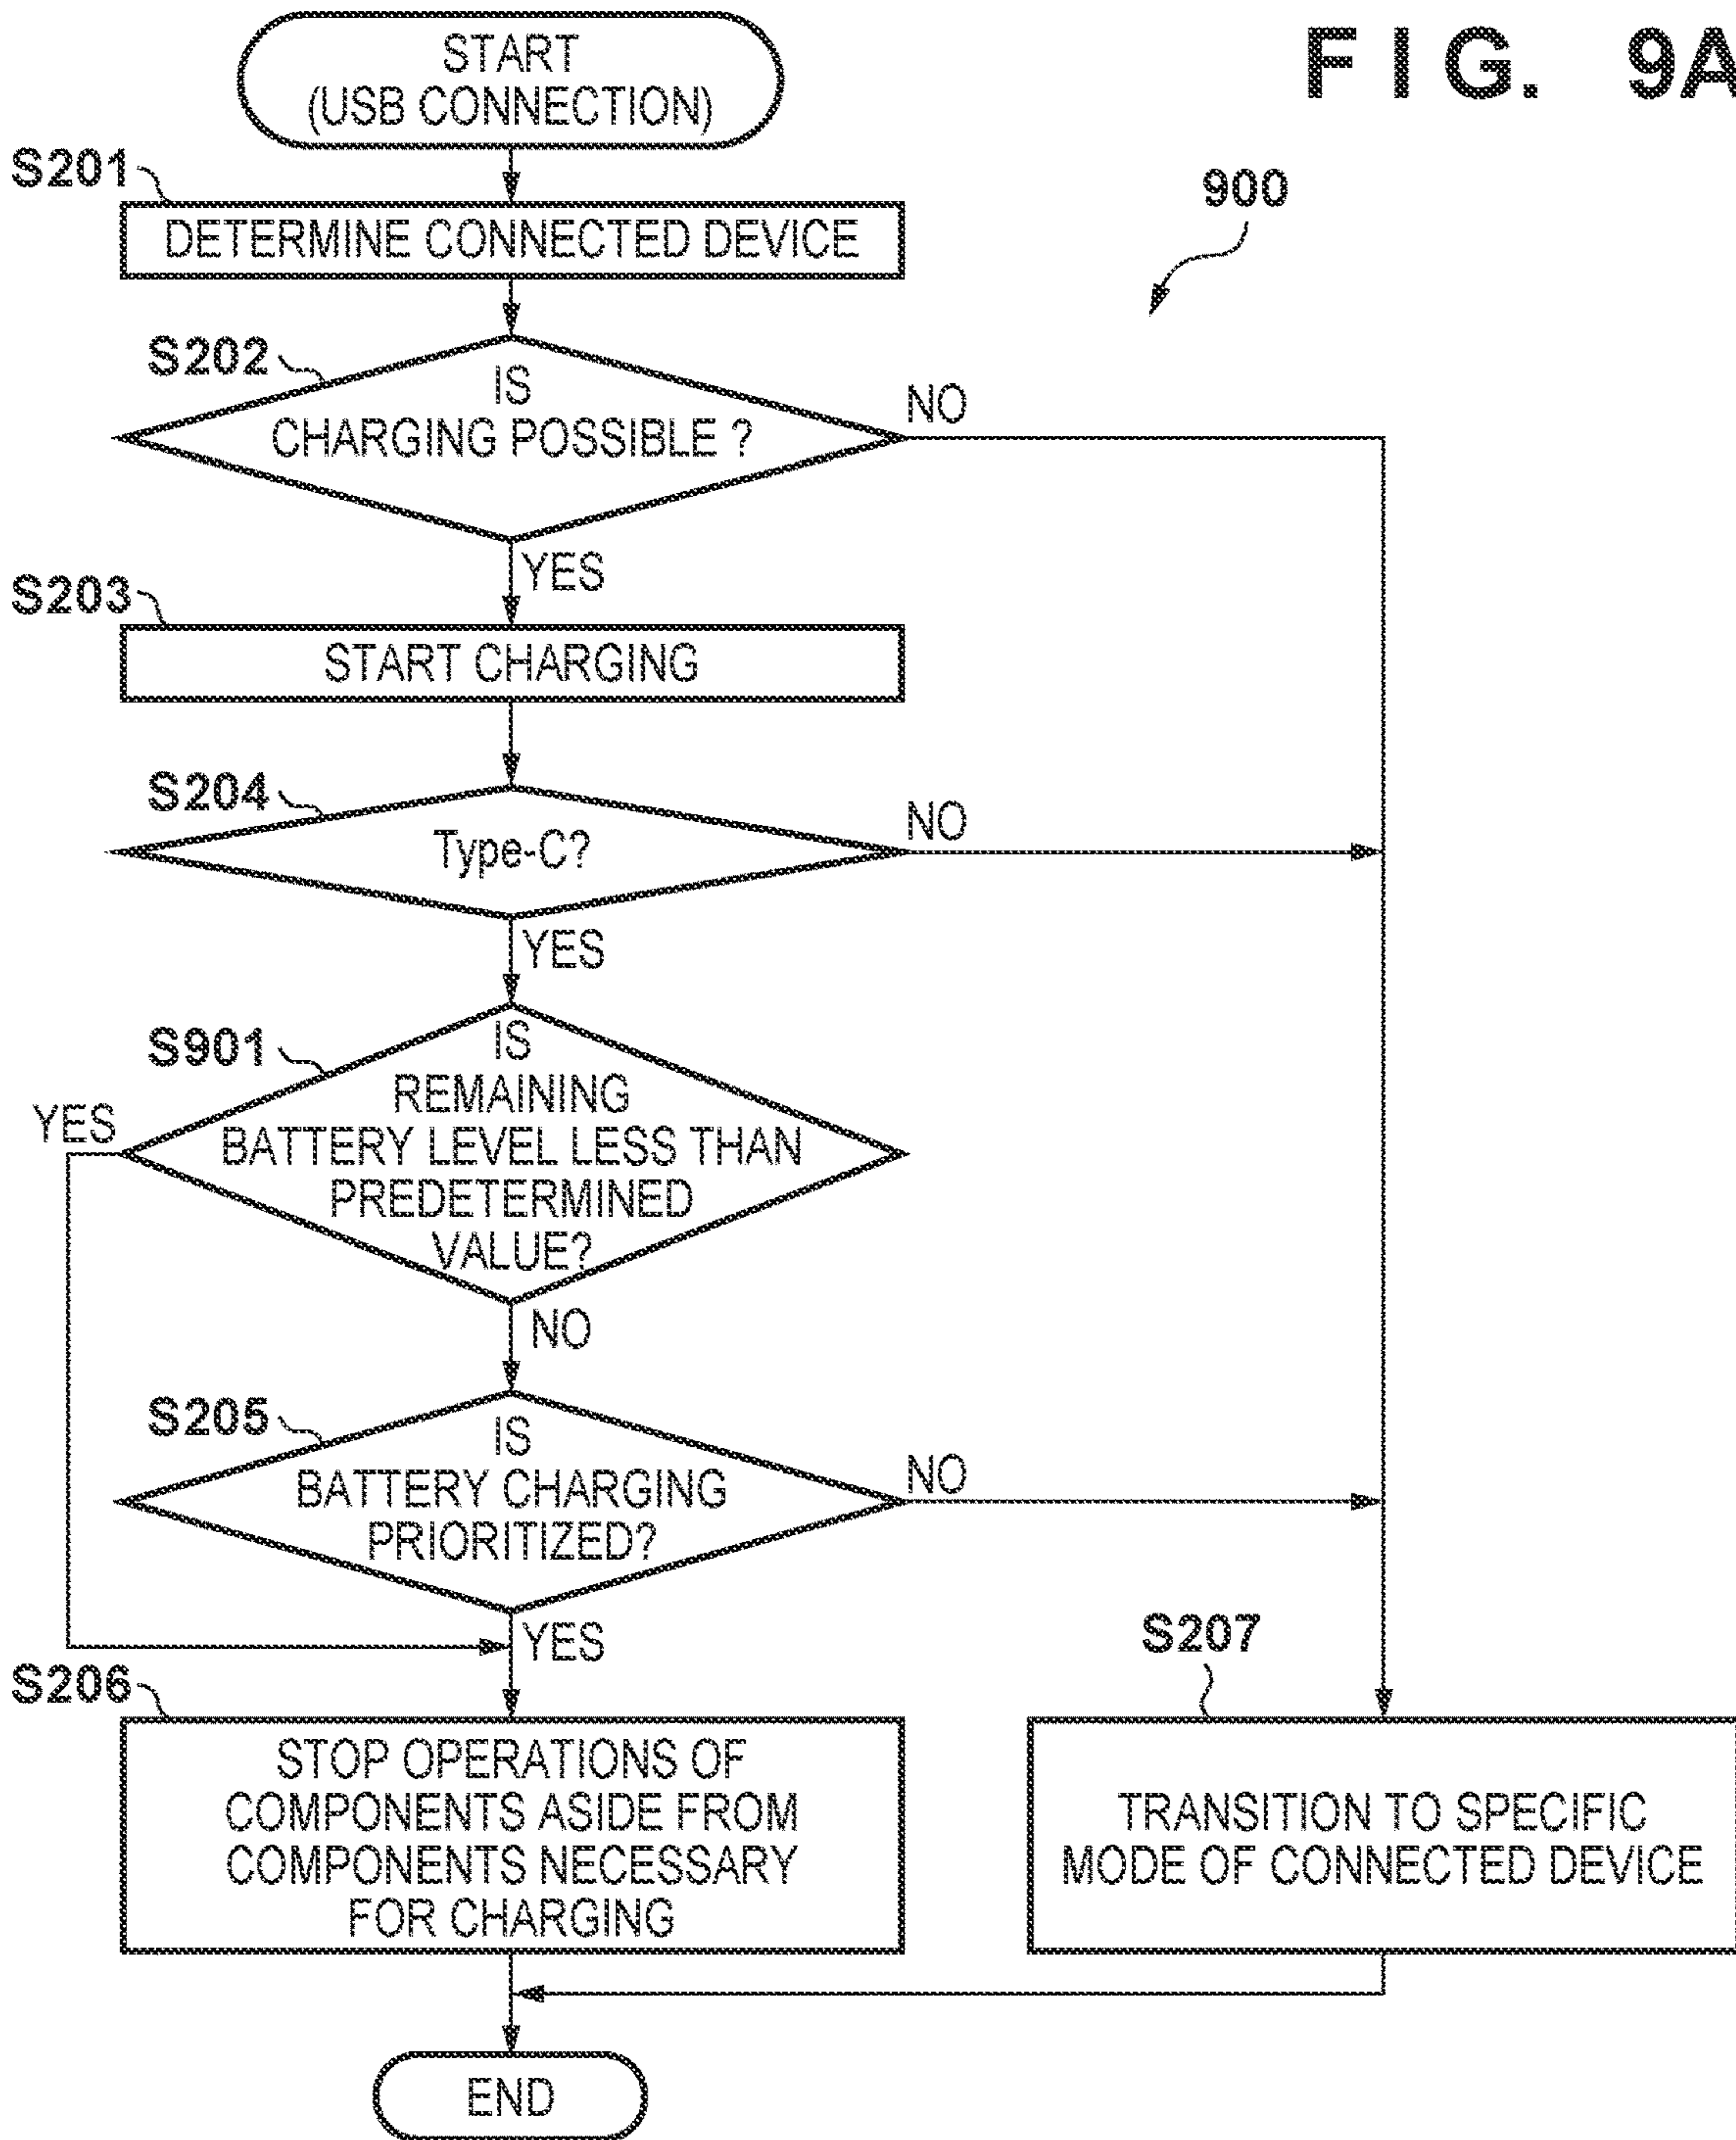 FIG. 9A
START
(USB CONNECTION)
S201
DETERMINE CONNECTED DEVICE
900
S202
IS
CHARGING POSSIBLE ?
NO
YES
S203
START CHARGING
S204
Type-C?
NO
YES
S901
IS
REMAINING
BATTERY LEVEL LESS THAN
PREDETERMINED
VALUE?
YES
NO
S205
IS
BATTERY CHARGING
PRIORITIZED?
NO
YES
S206
STOP OPERATIONS OF
COMPONENTS ASIDE FROM
COMPONENTS NECESSARY
FOR CHARGING
S207
TRANSITION TO SPECIFIC
MODE OF CONNECTED DEVICE
END